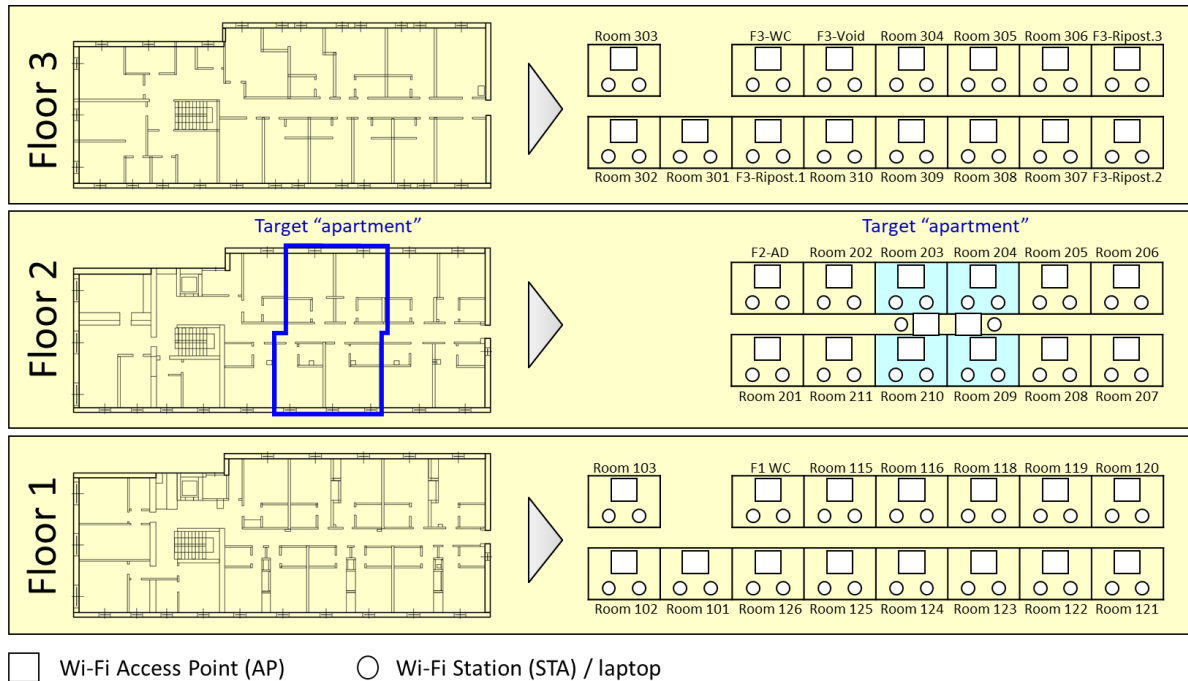 Floor 3
Room 303 F3-WC F3-Void Room 304 Room 305 Room 306 F3-Ripost.3
Room 302 Room 301 F3-Ripost.1 Room 310 Room 309 Room 308 Room 307 F3-Ripost.2
Floor 2
Target “apartment” Target “apartment”
F2-AD Room 202 Room 203 Room 204 Room 205 Room 206
Room 201 Room 211 Room 210 Room 209 Room 208 Room 207
Floor 1
Room 103 F1 WC Room 115 Room 116 Room 118 Room 119 Room 120
Room 102 Room 101 Room 126 Room 125 Room 124 Room 123 Room 122 Room 121
Wi-Fi Access Point (AP) Wi-Fi Station (STA) / laptop